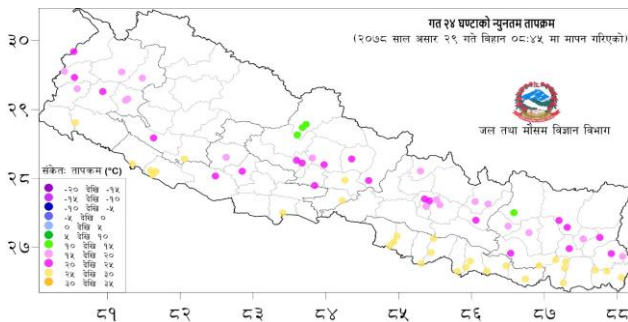 गत २४ घण्टाको न्युनतम तापक्रम
(२०७८ साल असार २९ गते बिहान ०८:४५ मा मापन गरिएको)
जल तथा मौसम विज्ञान विभाग
३०
२९
२८
२७
संकेतः तापक्रम (°C)
-२० देखि -१५
-१५ देखि -१०
-१० देखि -५
-५ देखि ०
० देखि ५
५ देखि १०
१० देखि १५
१५ देखि २०
२० देखि २५
२५ देखि ३०
३० देखि ३५
८१ ८२ ८३ ८४ ८५ ८६ ८७ ८८